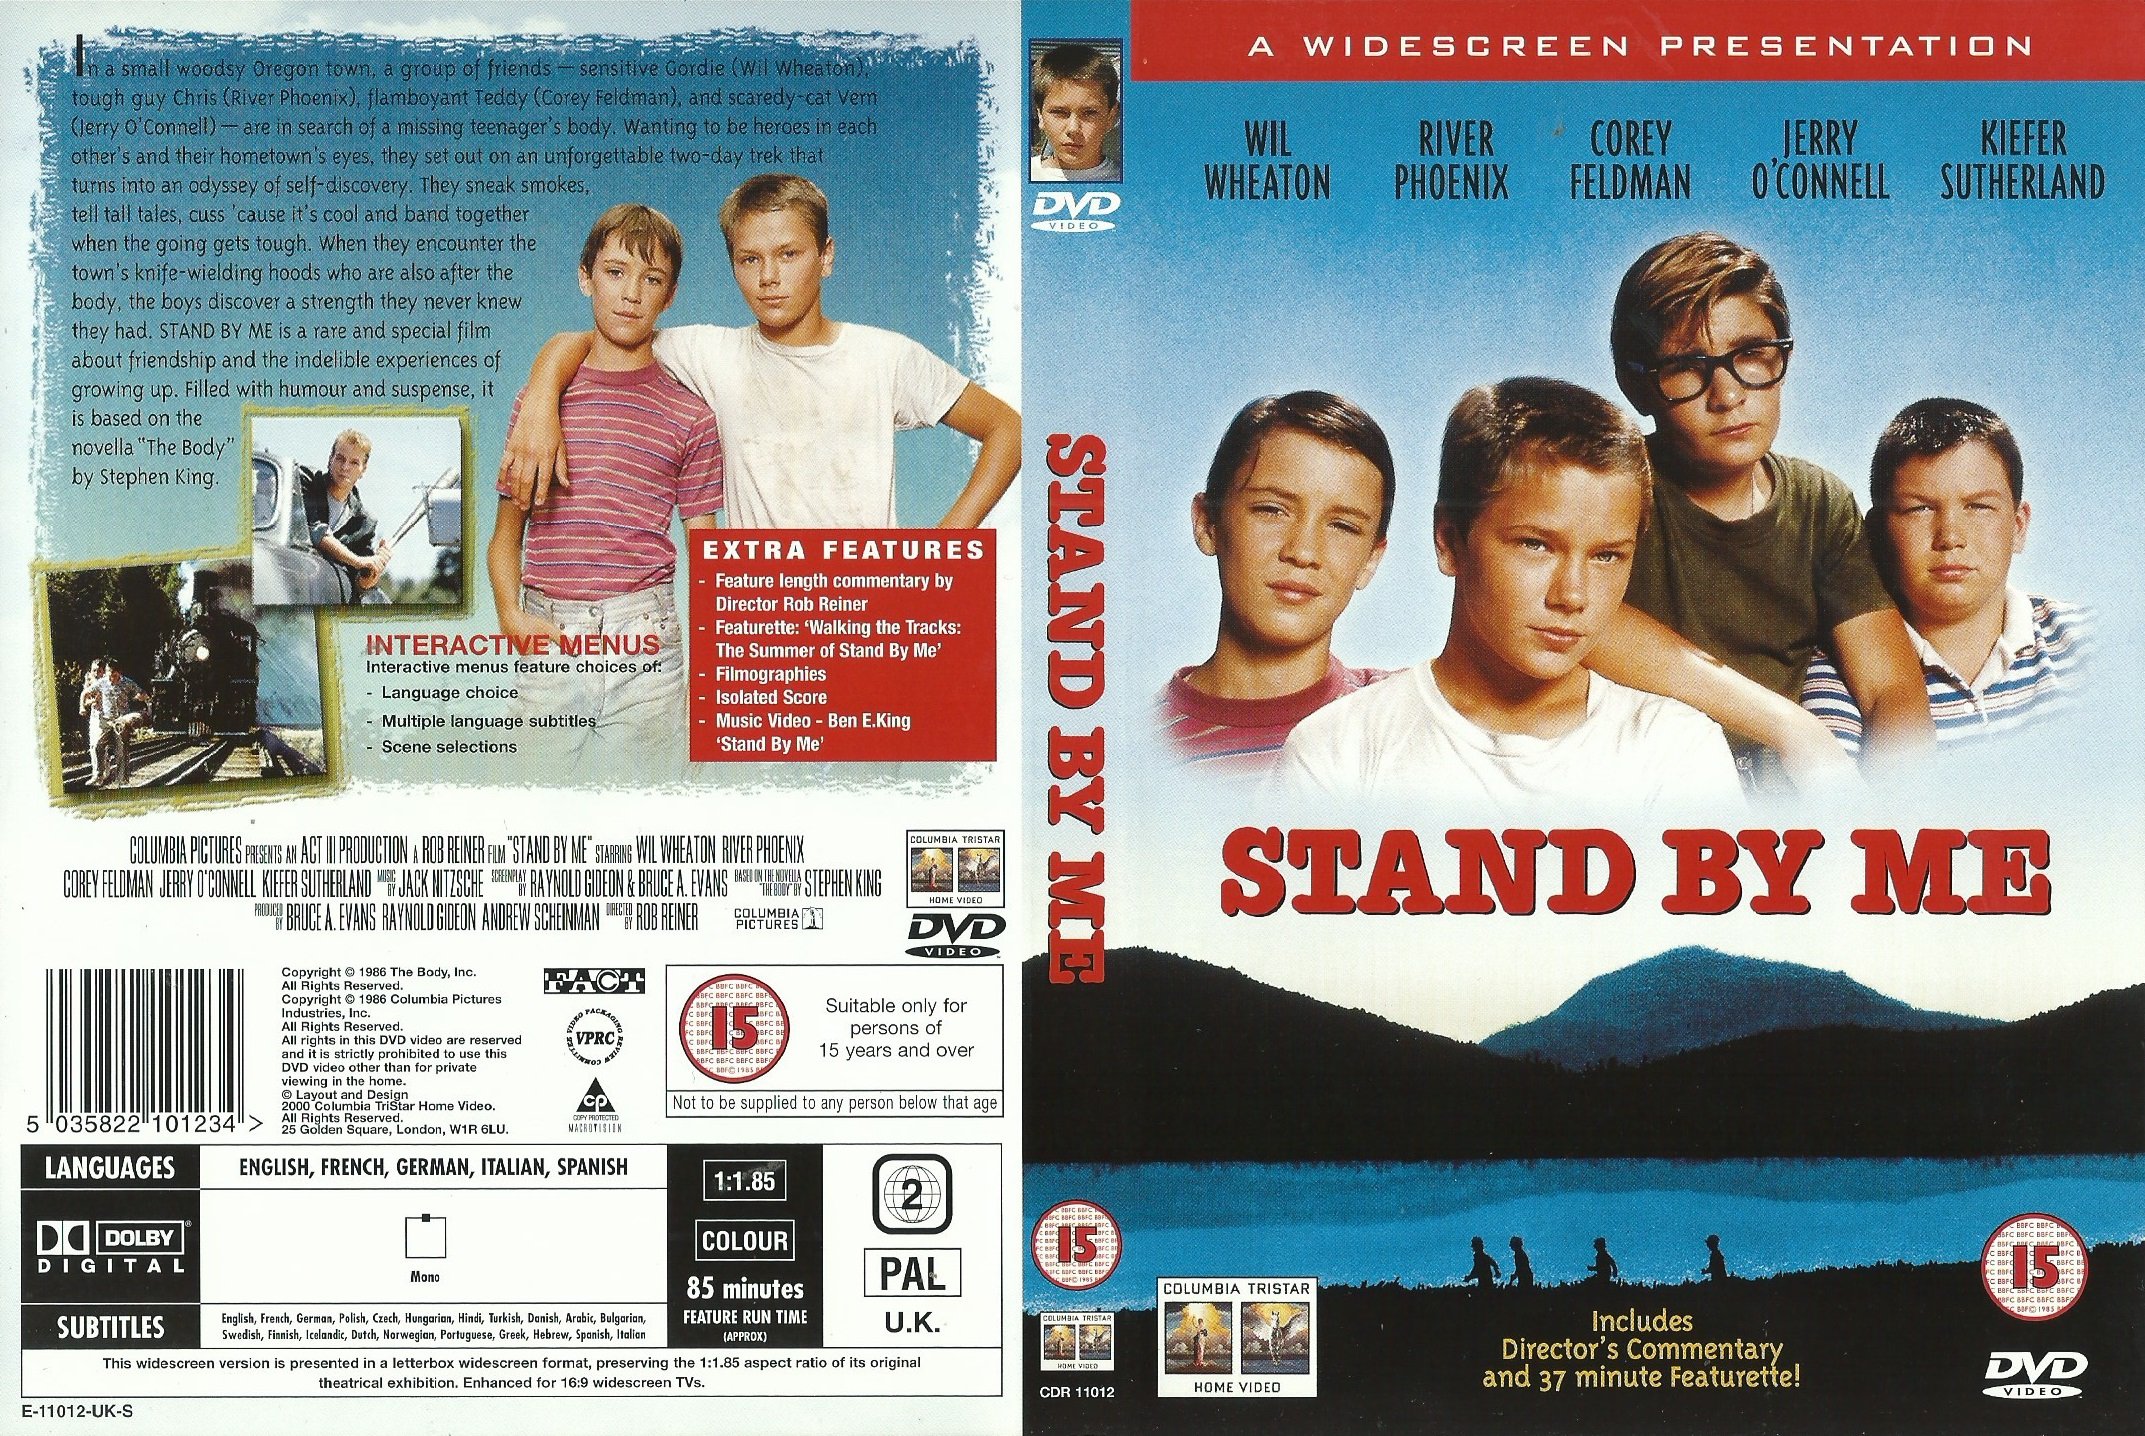 In a small woodsy Oregon town, a group of friends — sensitive Gordie (Wil Wheaton),
tough guy Chris (River Phoenix), flamboyant Teddy (Corey Feldman), and scaredy-cat Vern
(Jerry O'Connell) — are in search of a missing teenager's body. Wanting to be heroes in each
other's and their hometown's eyes, they set out on an unforgettable two-day trek that
turns into an odyssey of self-discovery. They sneak smokes,
tell tall tales, cuss 'cause it's cool and band together
when the going gets tough. When they encounter the
town's knife-wielding hoods who are also after the
body, the boys discover a strength they never knew
they had. STAND BY ME is a rare and special film
about friendship and the indelible experiences of
growing up. Filled with humour and suspense, it
is based on the
novella "The Body"
by Stephen King.
EXTRA FEATURES
- Feature length commentary by
Director Rob Reiner
- Featurette: 'Walking the Tracks:
The Summer of Stand By Me'
- Filmographies
- Isolated Score
- Music Video - Ben E.King
'Stand By Me'
INTERACTIVE MENUS
Interactive menus feature choices of:
- Language choice
- Multiple language subtitles
- Scene selections
COLUMBIA PICTURES PRESENTS AN ACT III PRODUCTION A ROB REINER FILM "STAND BY ME" STARRING WIL WHEATON RIVER PHOENIX
COREY FELDMAN JERRY O'CONNELL KIEFER SUTHERLAND MUSIC BY JACK NITZSCHE SCREENPLAY BY RAYNOLD GIDEON & BRUCE A. EVANS BASED ON THE NOVELLA "THE BODY" BY STEPHEN KING
PRODUCED BY BRUCE A. EVANS RAYNOLD GIDEON ANDREW SCHEINMAN DIRECTED BY ROB REINER
COLUMBIA PICTURES
COLUMBIA TRISTAR
HOME VIDEO
DVD
VIDEO
5 035822 101234 >
Copyright © 1986 The Body, Inc.
All Rights Reserved.
Copyright © 1986 Columbia Pictures
Industries, Inc.
All Rights Reserved.
All rights in this DVD video are reserved
and it is strictly prohibited to use this
DVD video other than for private
viewing in the home.
© Layout and Design
2000 Columbia TriStar Home Video.
All Rights Reserved.
25 Golden Square, London, W1R 6LU.
FACT
VIDEO PACKAGING REVIEW COMMITTEE
VPRC
CP
COPY PROTECTED
MACROVISION
15
Suitable only for
persons of
15 years and over
Not to be supplied to any person below that age
LANGUAGES
ENGLISH, FRENCH, GERMAN, ITALIAN, SPANISH
DOLBY
DIGITAL
Mono
SUBTITLES
English, French, German, Polish, Czech, Hungarian, Hindi, Turkish, Danish, Arabic, Bulgarian,
Swedish, Finnish, Icelandic, Dutch, Norwegian, Portuguese, Greek, Hebrew, Spanish, Italian
1:1.85
COLOUR
85 minutes
FEATURE RUN TIME
(APPROX)
2
PAL
U.K.
This widescreen version is presented in a letterbox widescreen format, preserving the 1:1.85 aspect ratio of its original
theatrical exhibition. Enhanced for 16:9 widescreen TVs.
E-11012-UK-S
DVD
VIDEO
STAND BY ME
15
COLUMBIA TRISTAR
HOME VIDEO
CDR 11012
A WIDESCREEN PRESENTATION
WIL WHEATON
RIVER PHOENIX
COREY FELDMAN
JERRY O'CONNELL
KIEFER SUTHERLAND
STAND BY ME
COLUMBIA TRISTAR
HOME VIDEO
Includes
Director's Commentary
and 37 minute Featurette!
15
DVD
VIDEO